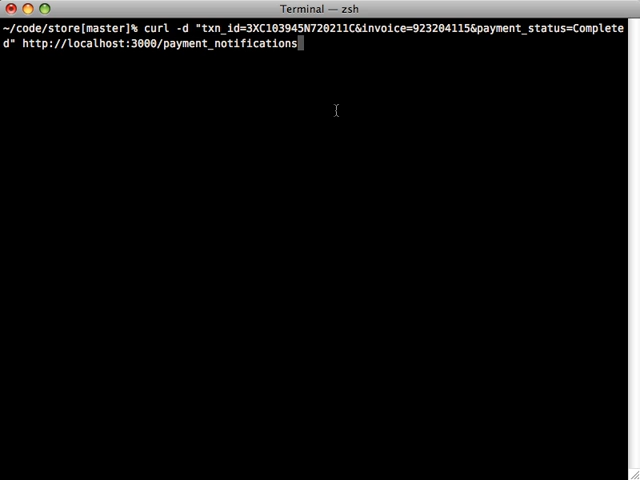 Terminal — zsh
~/code/store[master]% curl -d "txn_id=3XC103945N720211C&invoice=923204115&payment_status=Complete
d" http://localhost:3000/payment_notifications